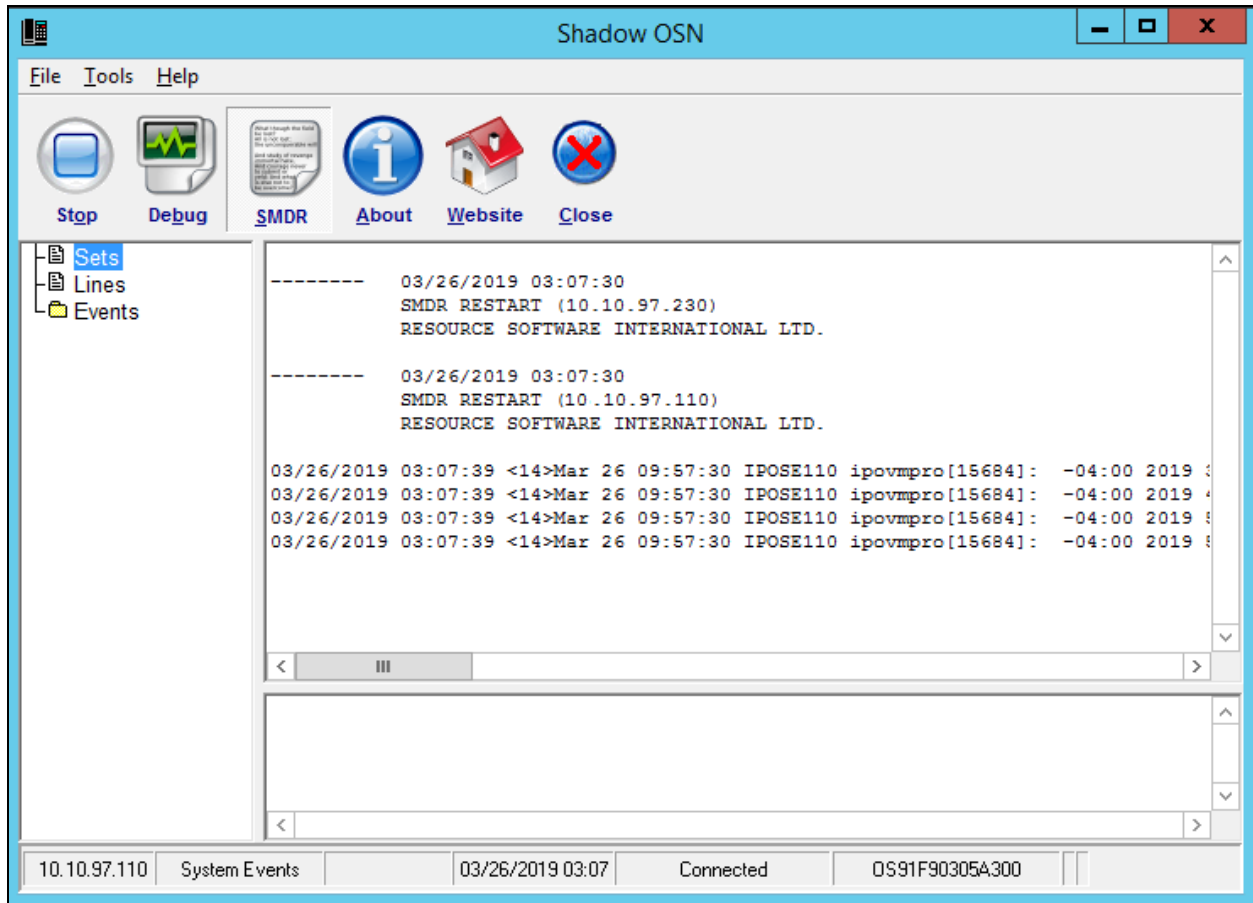 Shadow OSN
File Tools Help
Stop Debug SMDR About Website Close
Sets
Lines
Events
-------- 03/26/2019 03:07:30
SMDR RESTART (10.10.97.230)
RESOURCE SOFTWARE INTERNATIONAL LTD.
-------- 03/26/2019 03:07:30
SMDR RESTART (10.10.97.110)
RESOURCE SOFTWARE INTERNATIONAL LTD.
03/26/2019 03:07:39 <14>Mar 26 09:57:30 IPOSE110 ipovmpro[15684]: -04:00 2019
03/26/2019 03:07:39 <14>Mar 26 09:57:30 IPOSE110 ipovmpro[15684]: -04:00 2019
03/26/2019 03:07:39 <14>Mar 26 09:57:30 IPOSE110 ipovmpro[15684]: -04:00 2019
03/26/2019 03:07:39 <14>Mar 26 09:57:30 IPOSE110 ipovmpro[15684]: -04:00 2019
10.10.97.110 System Events 03/26/2019 03:07 Connected OS91F90305A300